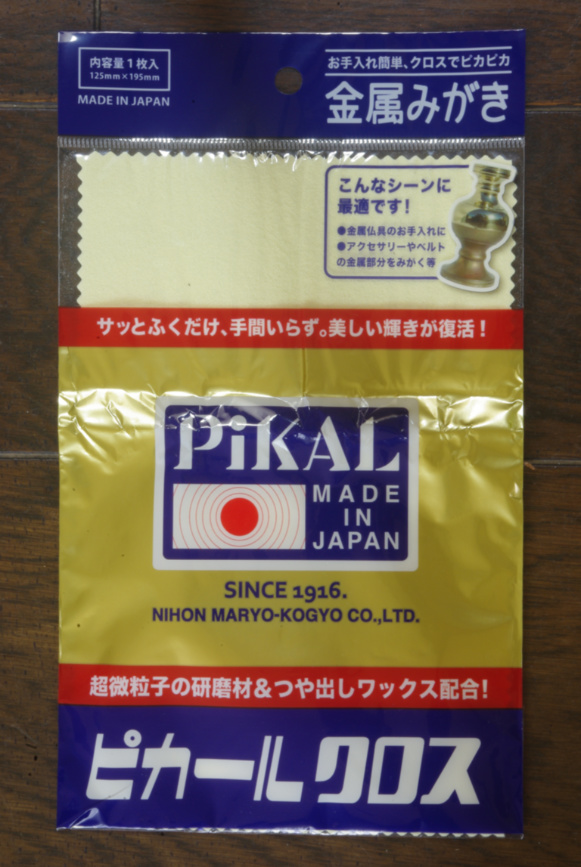 内容量1枚入
125mm×195mm
MADE IN JAPAN
お手入れ簡単、クロスでピカピカ
金属みがき
こんなシーンに
最適です!
●金属仏具のお手入れに
●アクセサリーやベルト
の金属部分をみがく等
サッとふくだけ、手間いらず。美しい輝きが復活!
PiKAL
MADE
IN
JAPAN
SINCE 1916.
NIHON MARYO-KOGYO CO.,LTD.
超微粒子の研磨材&つや出しワックス配合!
ピカールクロス